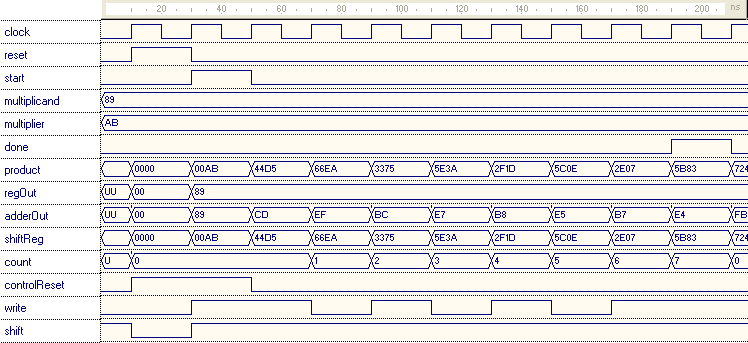 20 40 60 80 100 120 140 160 180 200 ns
clock
reset
start
multiplicand 89
multiplier AB
done
product 0000 00AB 44D5 66EA 3375 5E3A 2F1D 5C0E 2E07 5B83 724
regOut UU 00 89
adderOut UU 00 89 CD EF BC E7 B8 E5 B7 E4 FB
shiftReg 0000 00AB 44D5 66EA 3375 5E3A 2F1D 5C0E 2E07 5B83 724
count U 0 1 2 3 4 5 6 7 0
controlReset
write
shift